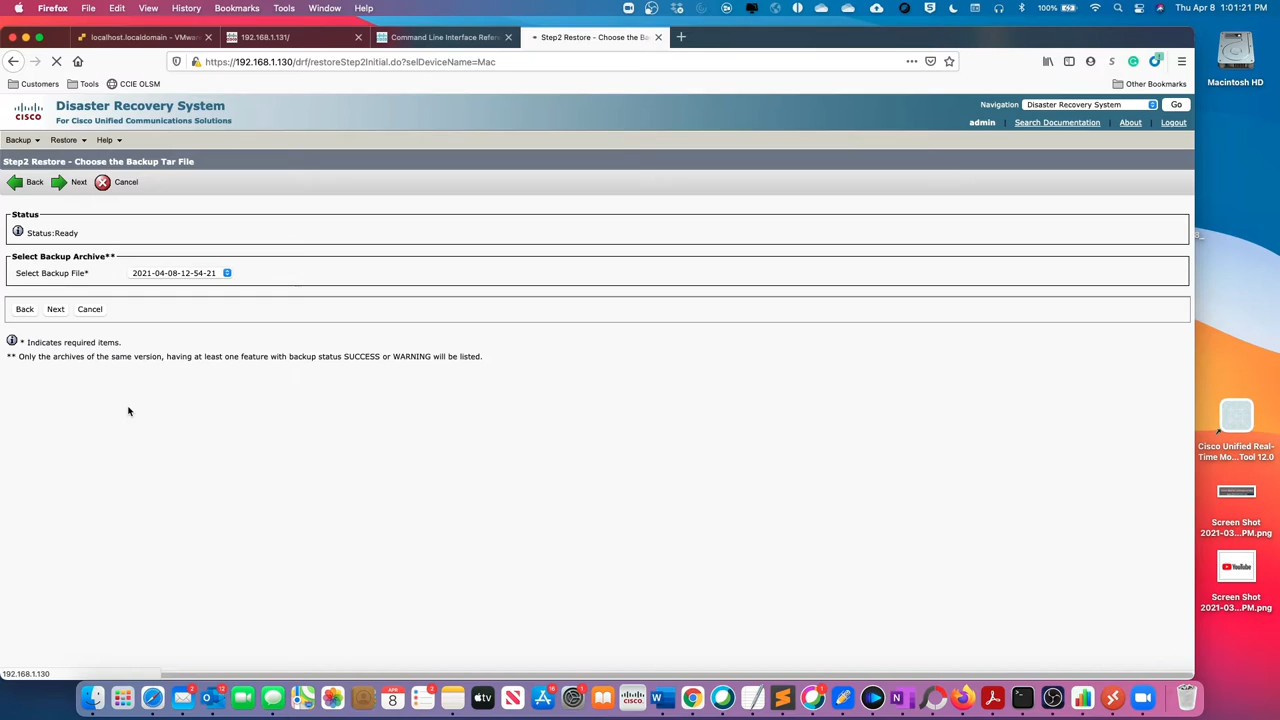 Firefox File Edit View History Bookmarks Tools Window Help 100% Thu Apr 8 1:01:21 PM
localhost.localdomain - VMwar 192.168.1.131/ Command Line Interface Refere Step2 Restore - Choose the Ba
https://192.168.1.130/drf/restoreStep2Initial.do?selDeviceName=Mac
Customers Tools CCIE OLSM Other Bookmarks
Macintosh HD
CISCO
Disaster Recovery System
For Cisco Unified Communications Solutions
Navigation Disaster Recovery System Go
admin Search Documentation About Logout
Backup Restore Help
Step2 Restore - Choose the Backup Tar File
Back Next Cancel
Status
Status:Ready
Select Backup Archive**
Select Backup File* 2021-04-08-12-54-21
Back Next Cancel
* Indicates required items.
** Only the archives of the same version, having at least one feature with backup status SUCCESS or WARNING will be listed.
Cisco Unified Real-
Time Mo...Tool 12.0
Screen Shot
2021-03...PM.png
YouTube
Screen Shot
2021-03...PM.png
192.168.1.130
APR
8
CISCO